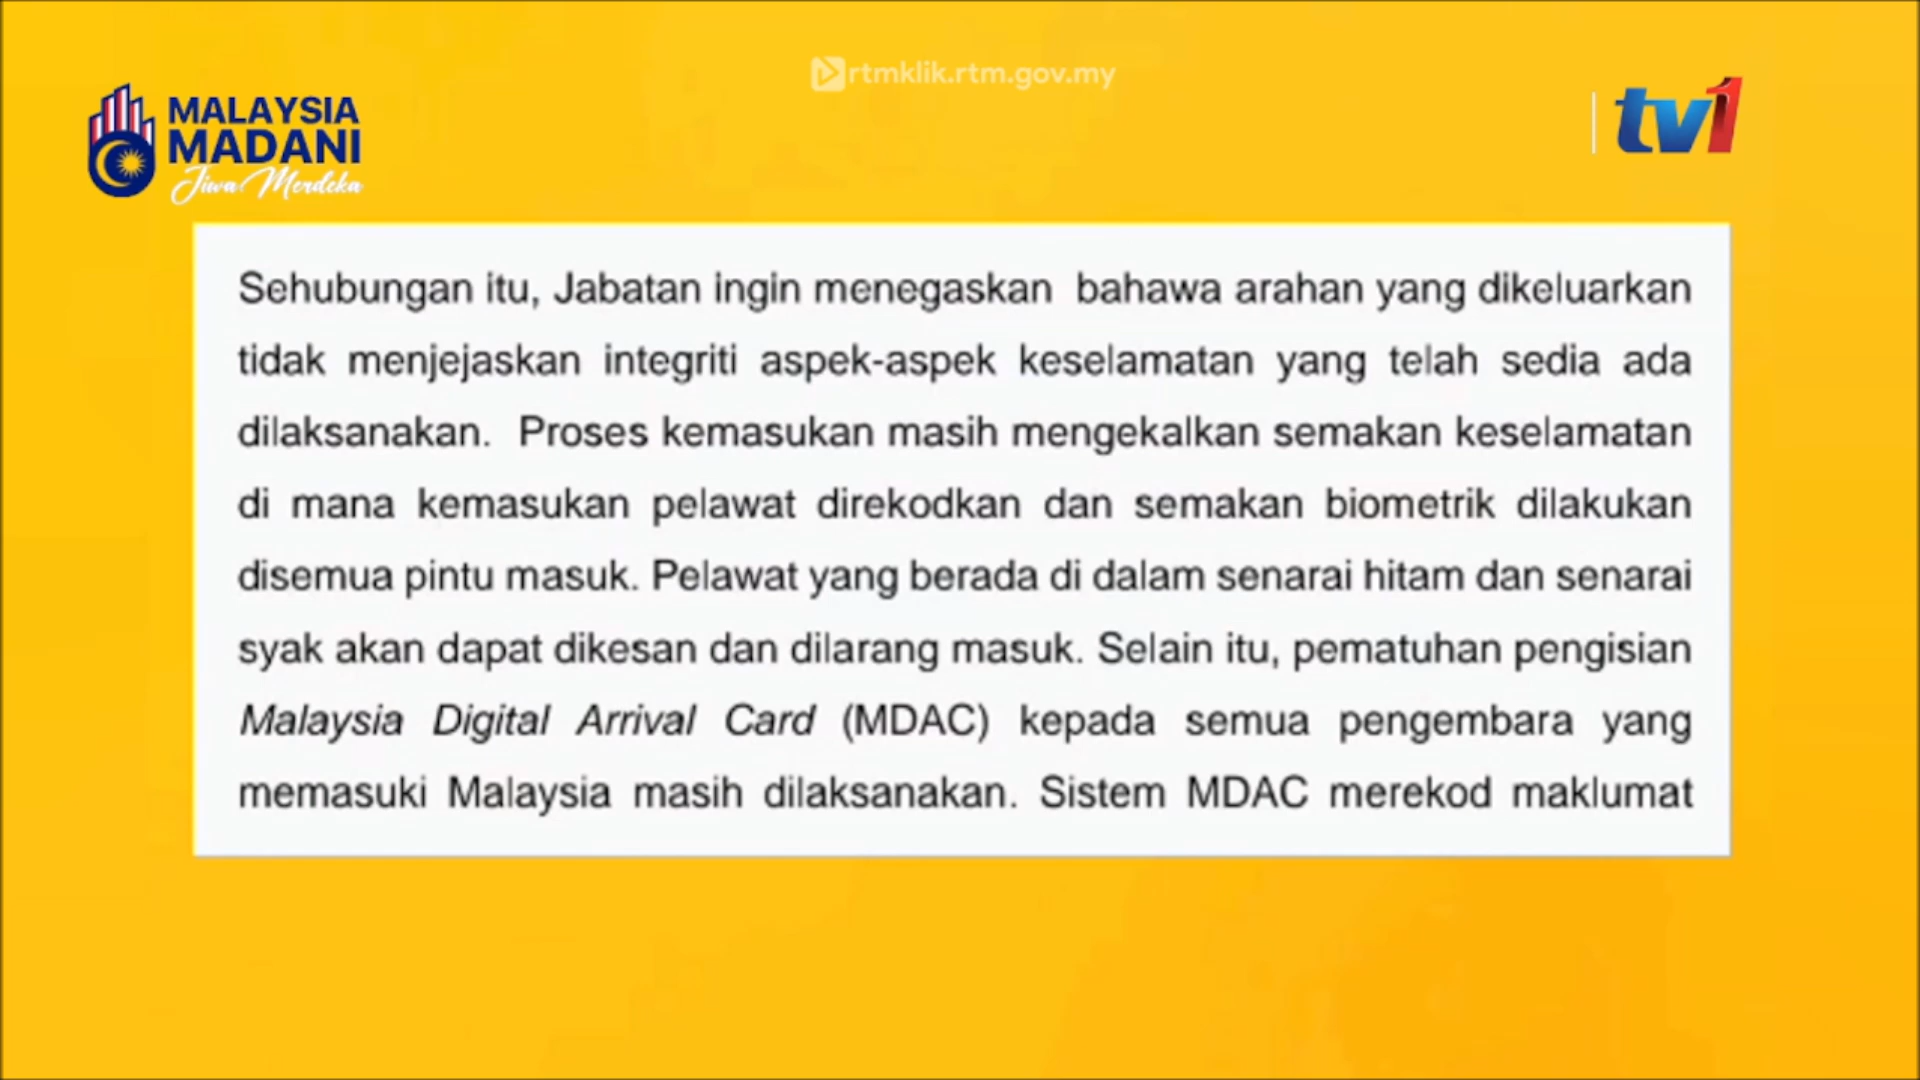 rtmklik.rtm.gov.my
MALAYSIA
MADANI
Jiwa Merdeka
tv1
Sehubungan itu, Jabatan ingin menegaskan bahawa arahan yang dikeluarkan
tidak menjejaskan integriti aspek-aspek keselamatan yang telah sedia ada
dilaksanakan. Proses kemasukan masih mengekalkan semakan keselamatan
di mana kemasukan pelawat direkodkan dan semakan biometrik dilakukan
disemua pintu masuk. Pelawat yang berada di dalam senarai hitam dan senarai
syak akan dapat dikesan dan dilarang masuk. Selain itu, pematuhan pengisian
Malaysia Digital Arrival Card (MDAC) kepada semua pengembara yang
memasuki Malaysia masih dilaksanakan. Sistem MDAC merekod maklumat